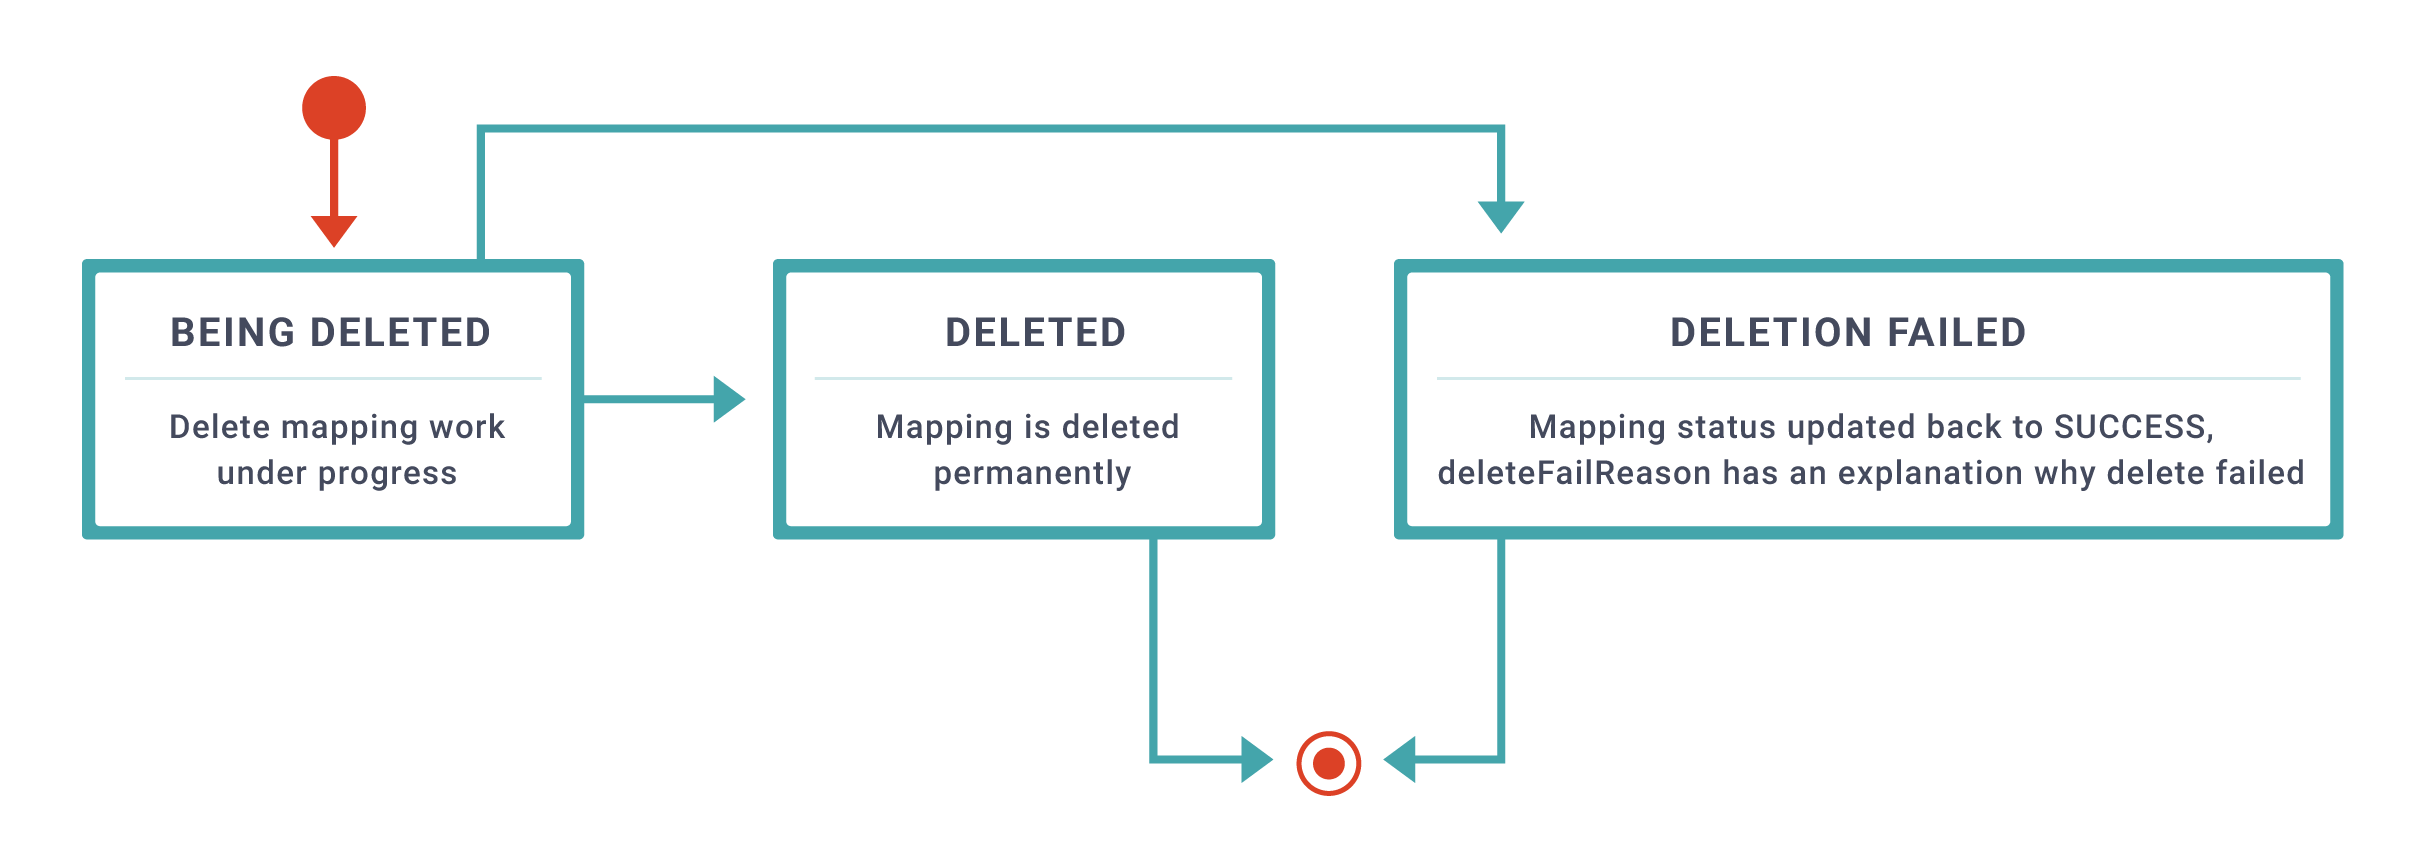 BEING DELETED
Delete mapping work
under progress
DELETED
Mapping is deleted
permanently
DELETION FAILED
Mapping status updated back to SUCCESS,
deleteFailReason has an explanation why delete failed